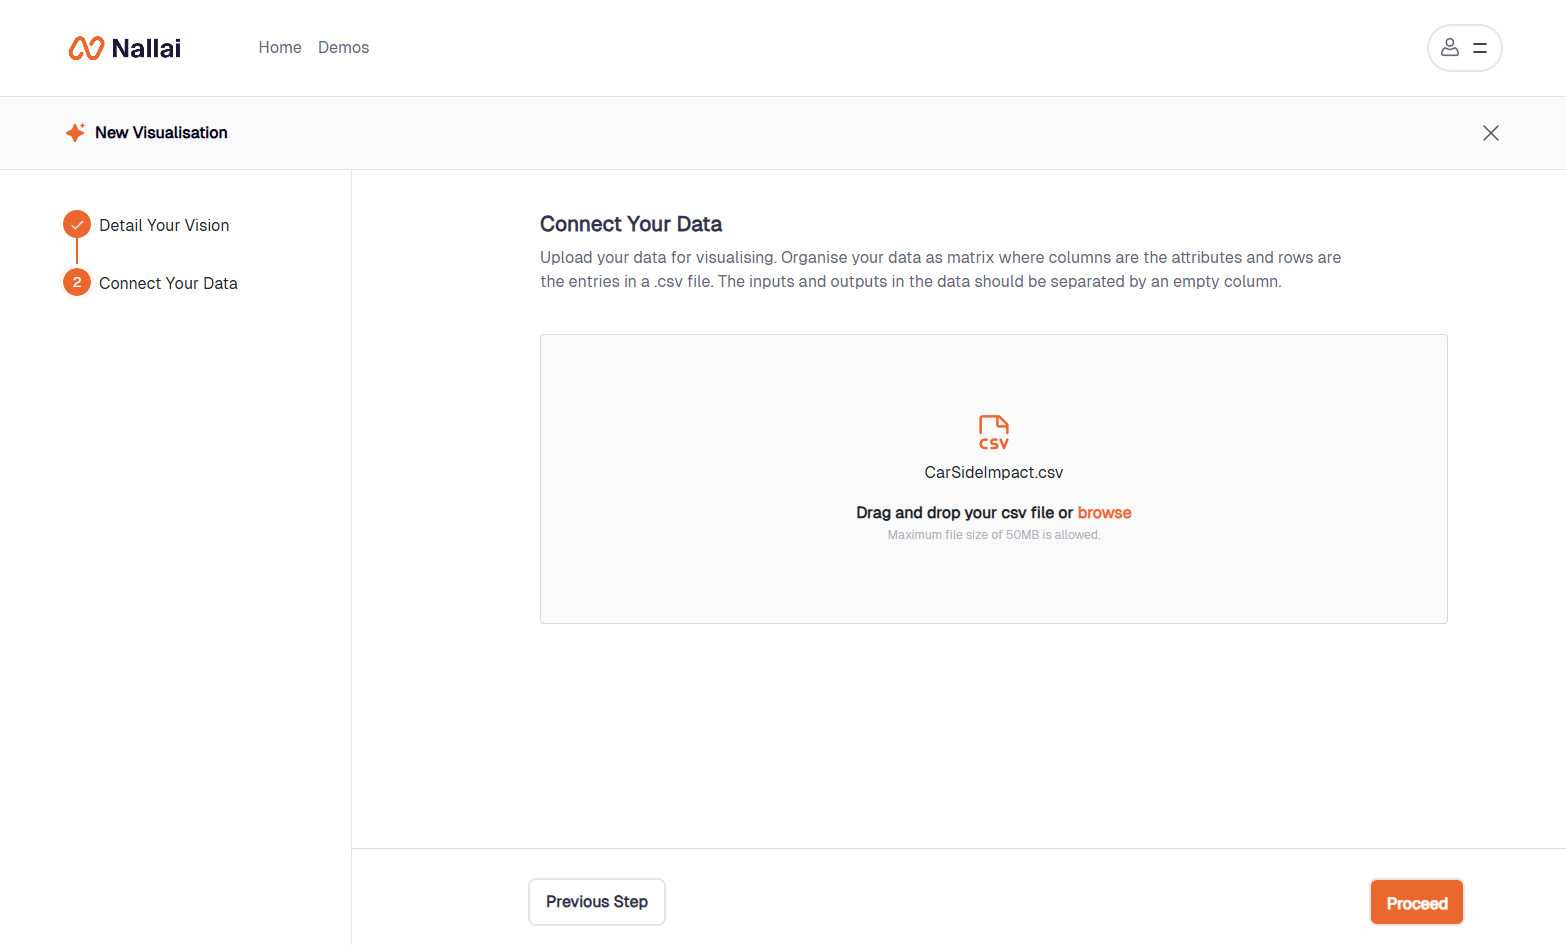 Nallai
Home
Demos
New Visualisation
Detail Your Vision
2
Connect Your Data
Connect Your Data
Upload your data for visualising. Organise your data as matrix where columns are the attributes and rows are
the entries in a .csv file. The inputs and outputs in the data should be separated by an empty column.
CSV
CarSideImpact.csv
Drag and drop your csv file or browse
Maximum file size of 50MB is allowed.
Previous Step
Proceed